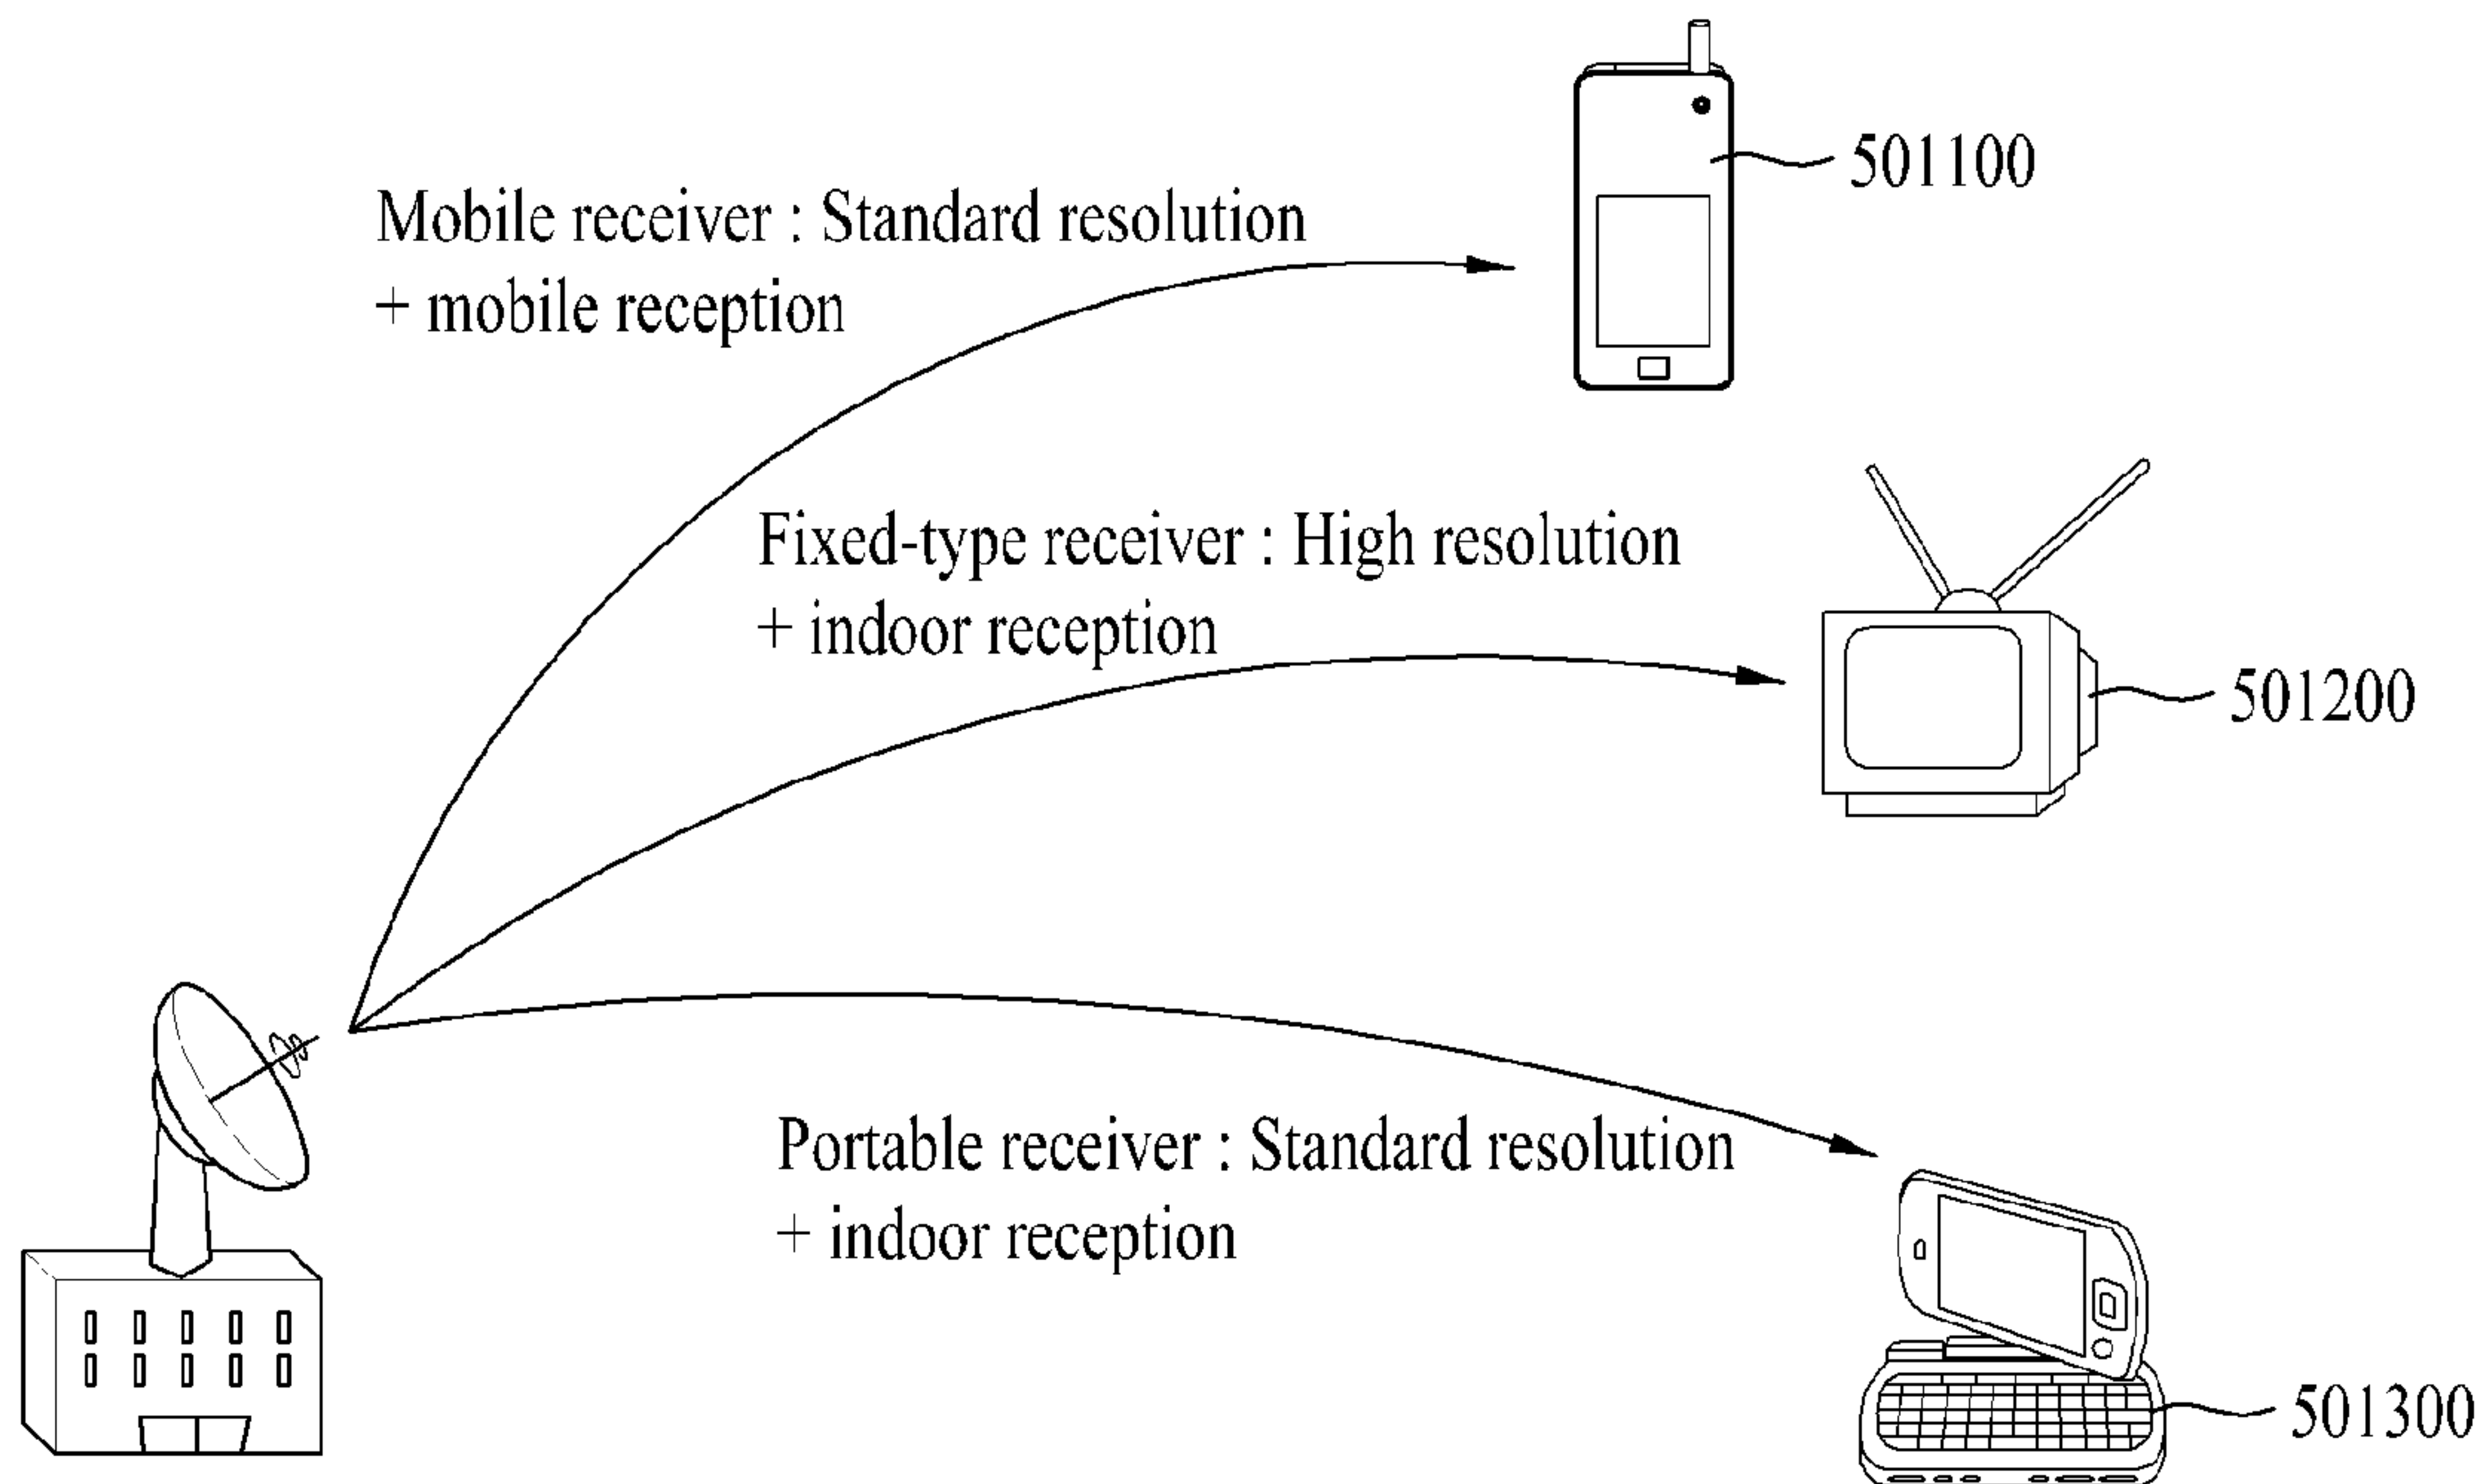 501100
Mobile receiver : Standard resolution
+ mobile reception
Fixed-type receiver : High resolution
+ indoor reception
501200
Portable receiver : Standard resolution
+ indoor reception
501300